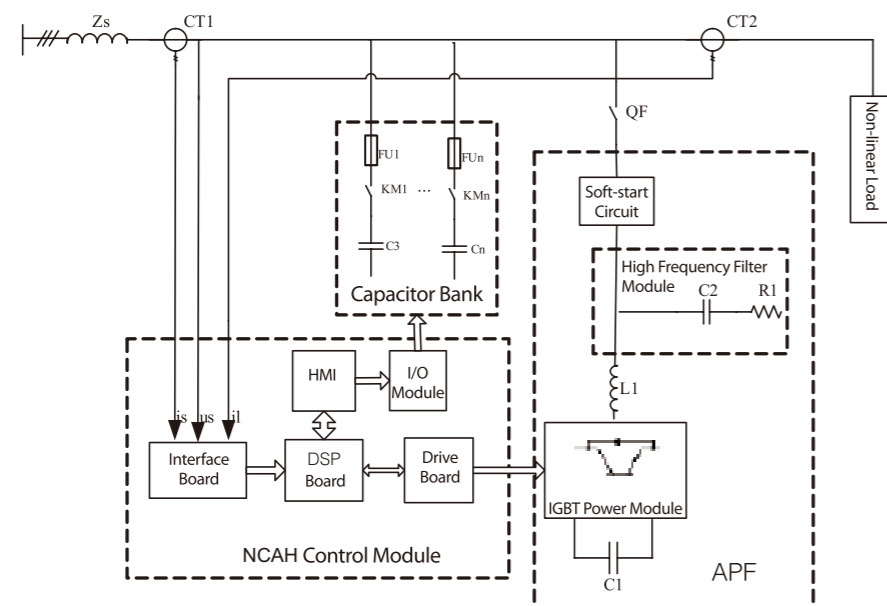 Zs
CT1
CT2
QF
Non-linear Load
FU1
FUn
KM1
...
KMn
C3
Cn
Capacitor Bank
Soft-start
Circuit
High Frequency Filter
Module
C2
R1
L1
HMI
I/O
Module
is
us
il
Interface
Board
DSP
Board
Drive
Board
NCAH Control Module
IGBT Power Module
C1
APF